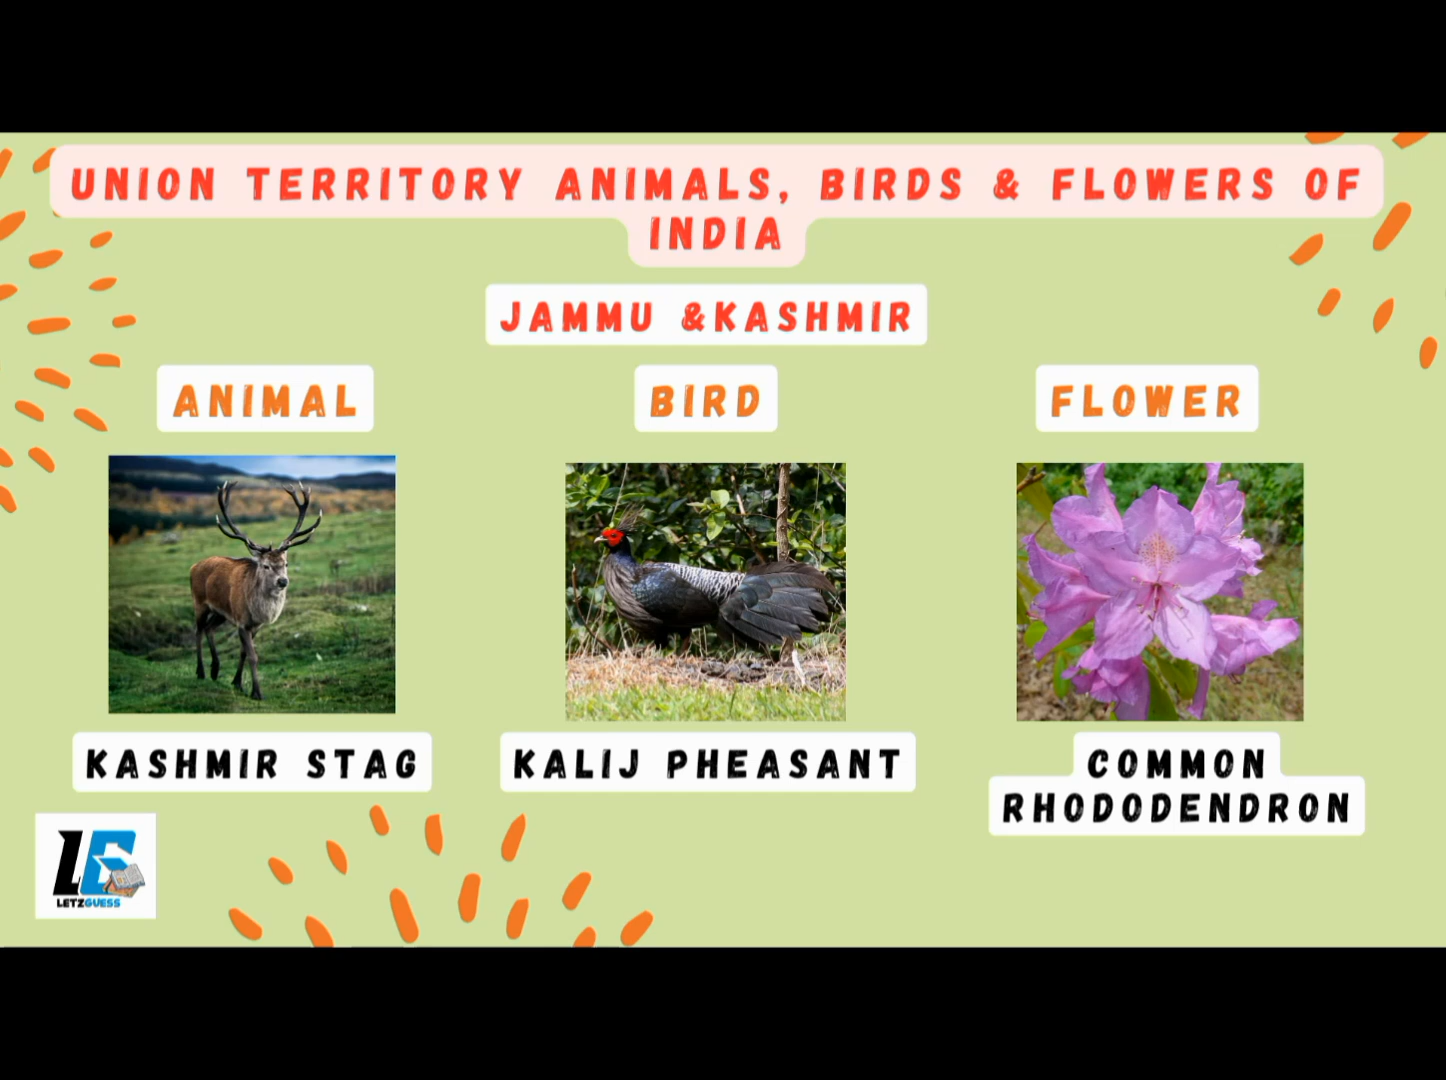 UNION TERRITORY ANIMALS, BIRDS & FLOWERS OF
INDIA
JAMMU &KASHMIR
ANIMAL
BIRD
FLOWER
KASHMIR STAG
KALIJ PHEASANT
COMMON
RHODODENDRON
LE
LETZGUESS